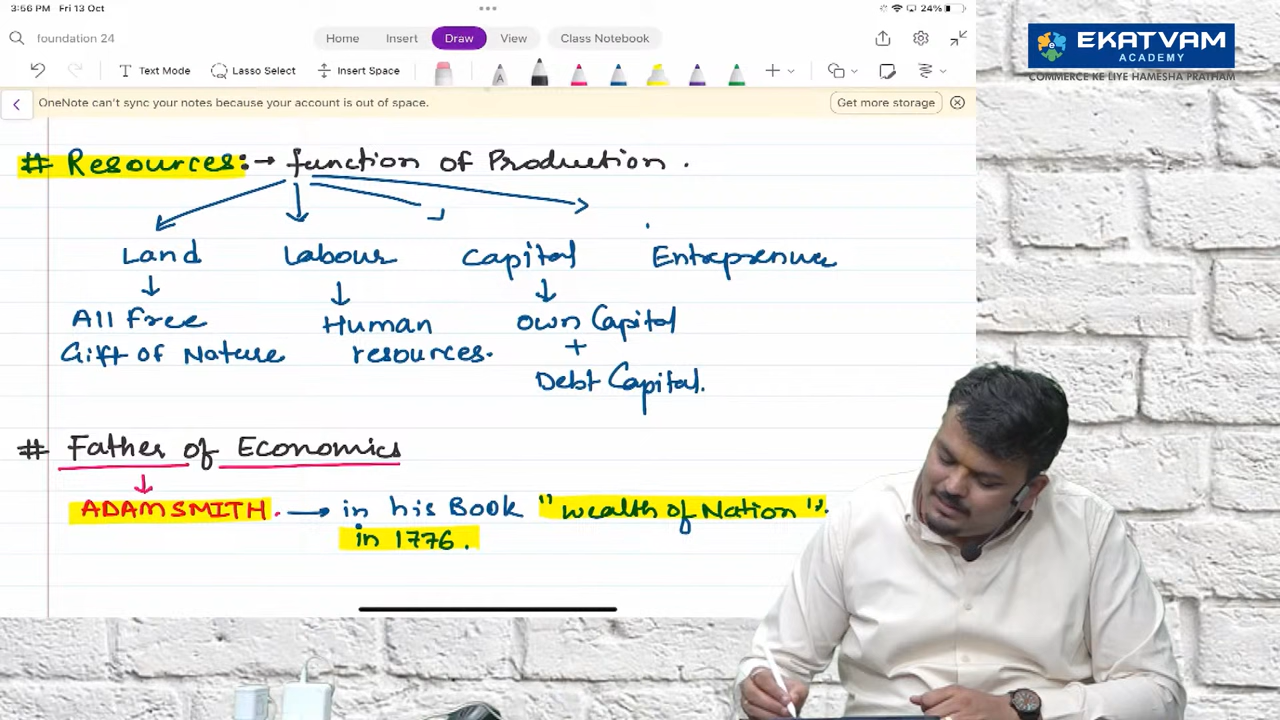 3:56 PM Fri 13 Oct
24%
foundation 24
Home Insert Draw View Class Notebook
Text Mode Lasso Select Insert Space
OneNote can't sync your notes because your account is out of space.
Get more storage
EKATVAM
ACADEMY
COMMERCE KE LIYE HAMESHA PRATHAM
# Resources :→ function of Production .
Land Labour Capital Entreprenuer
All Free Human own Capital
Gift of Nature resources. +
Debt Capital.
# Father of Economics
ADAM SMITH. → in his Book "wealth of Nation".
in 1776.